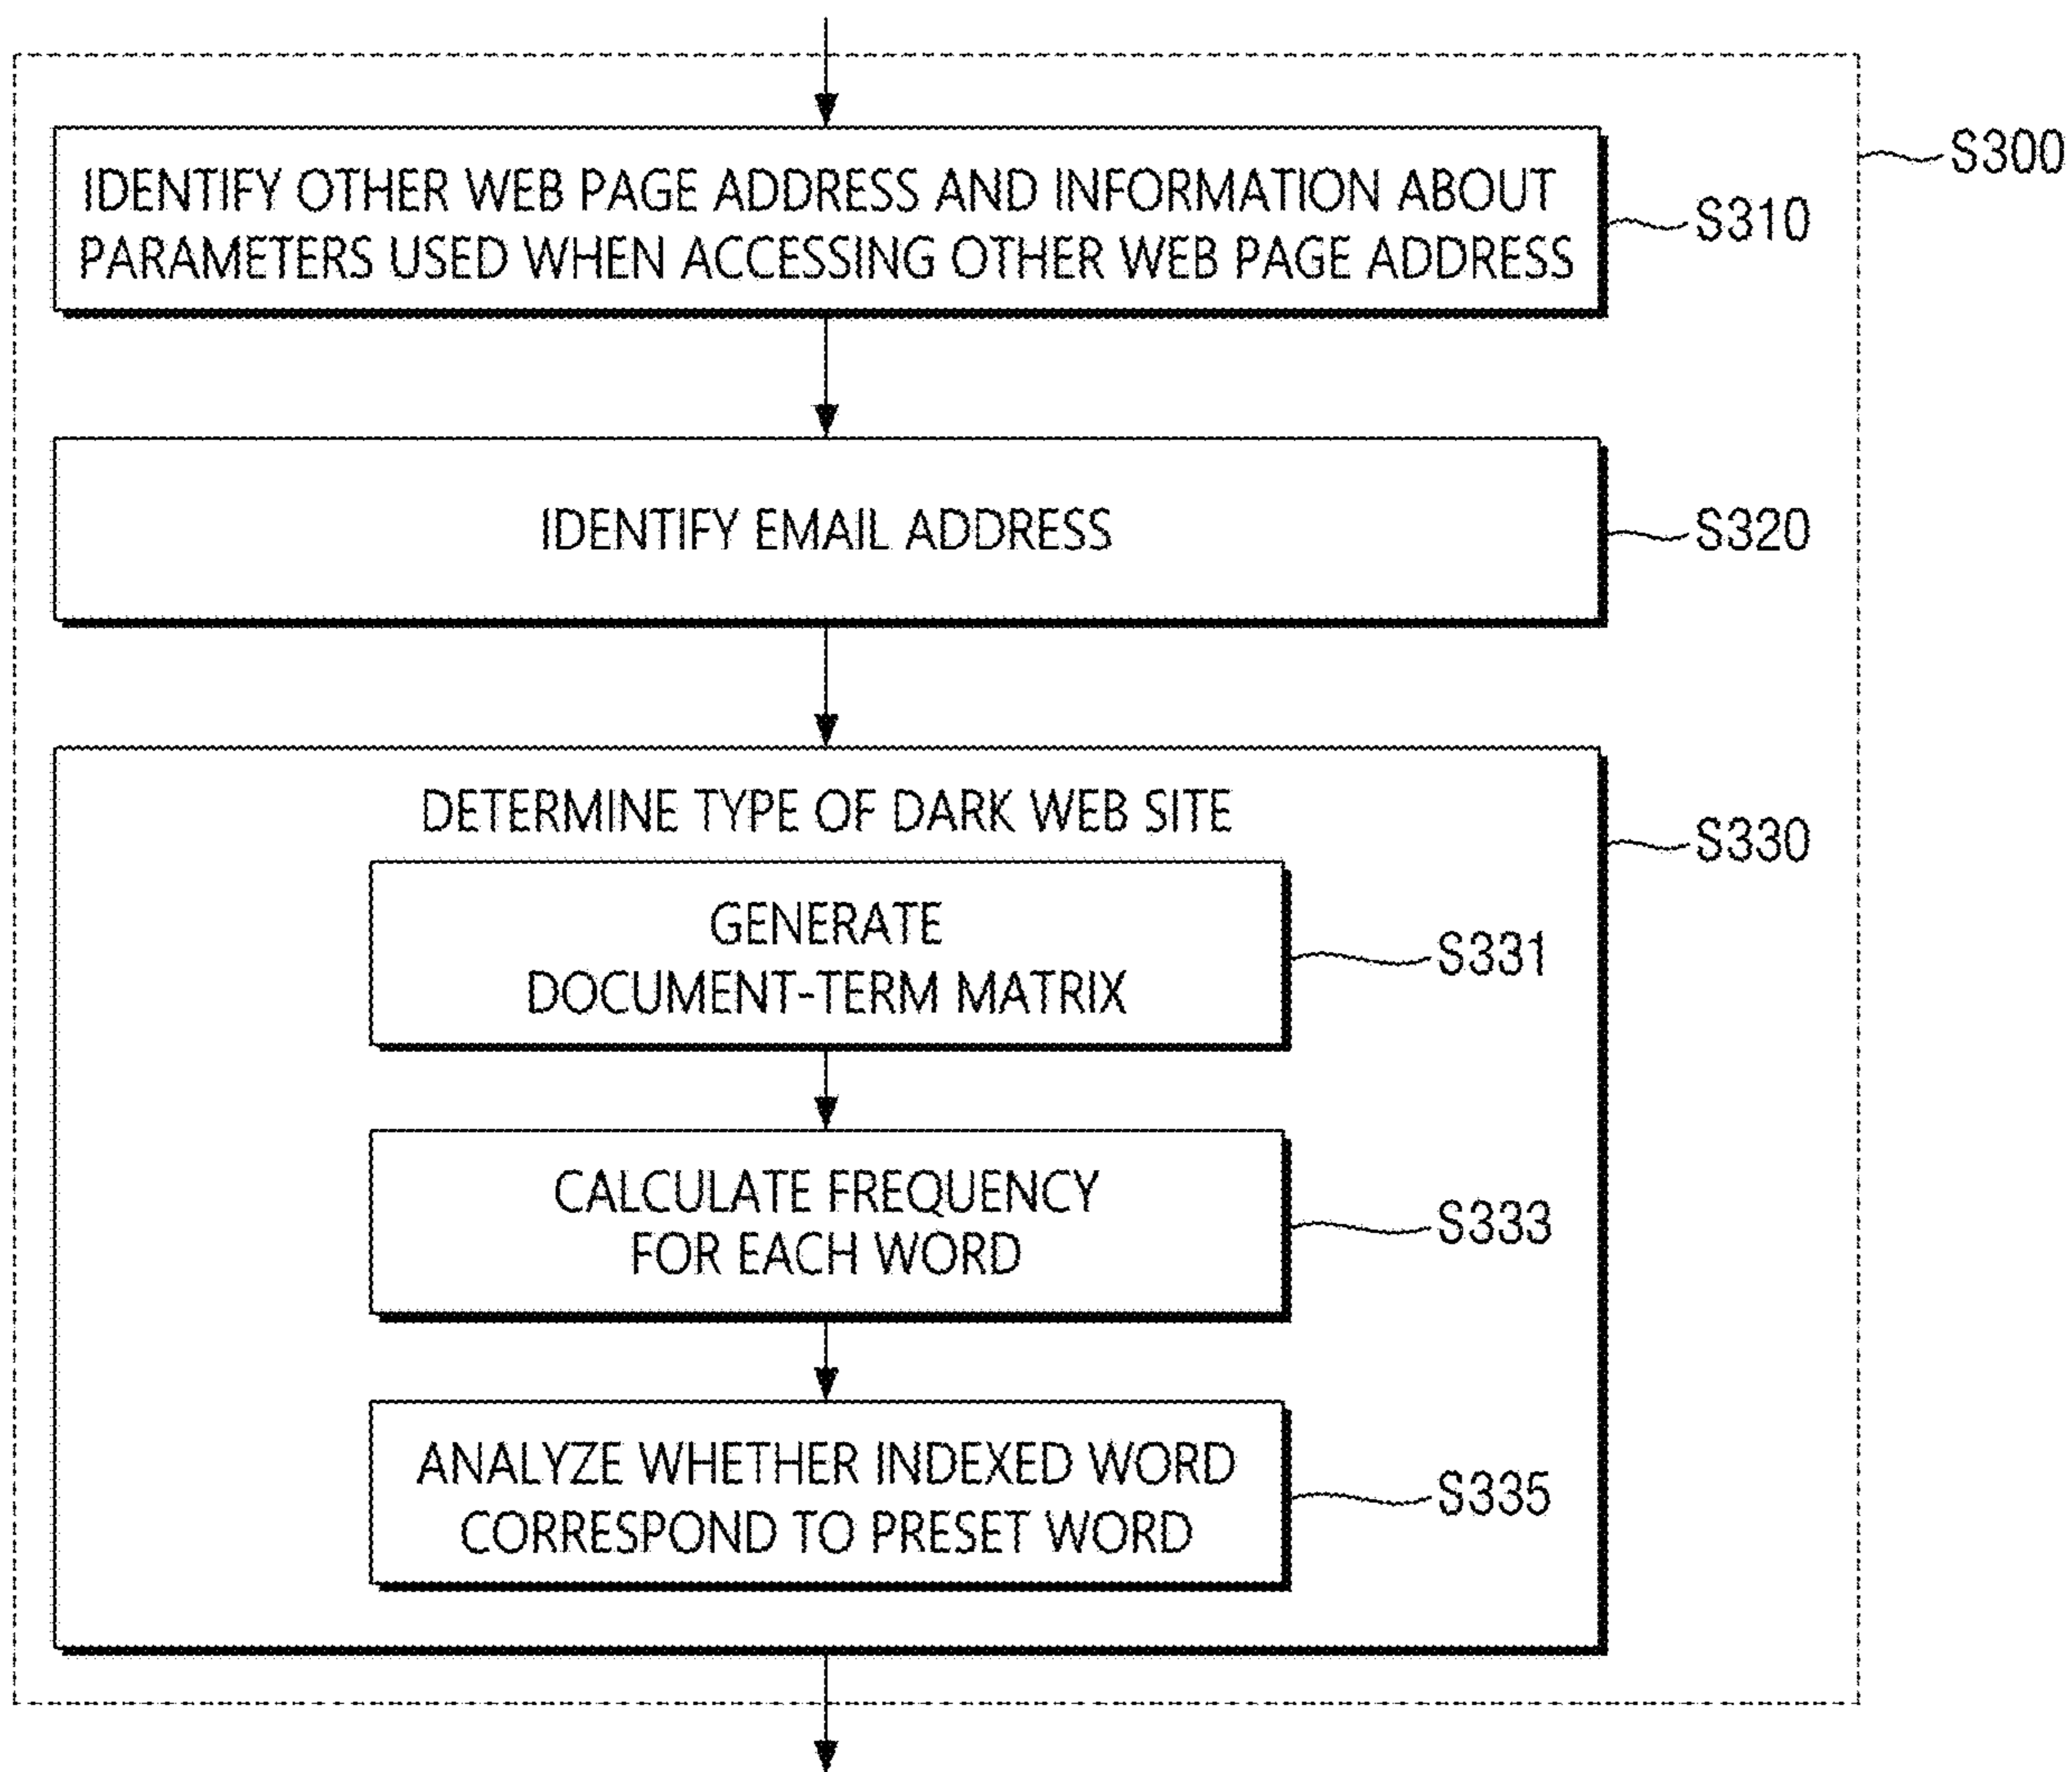 S300
IDENTIFY OTHER WEB PAGE ADDRESS AND INFORMATION ABOUT
PARAMETERS USED WHEN ACCESSING OTHER WEB PAGE ADDRESS
S310
IDENTIFY EMAIL ADDRESS
S320
DETERMINE TYPE OF DARK WEB SITE
S330
GENERATE
DOCUMENT-TERM MATRIX
S331
CALCULATE FREQUENCY
FOR EACH WORD
S333
ANALYZE WHETHER INDEXED WORD
CORRESPOND TO PRESET WORD
S335